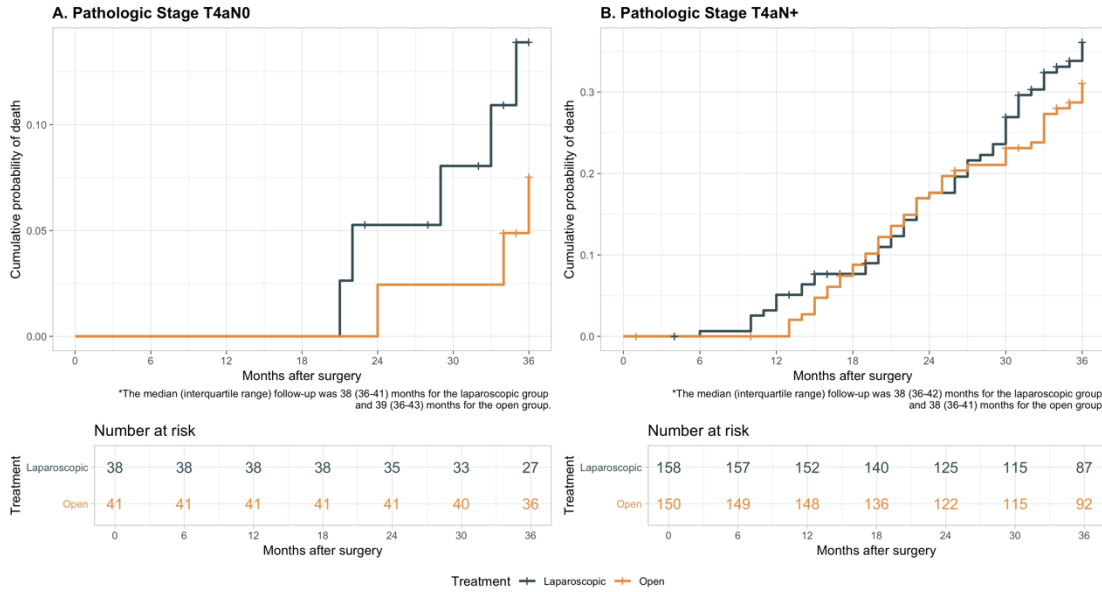 A. Pathologic Stage T4aN0
Cumulative probability of death
0.10
0.05
0.00
0 6 12 18 24 30 36
Months after surgery
*The median (interquartile range) follow-up was 38 (36-41) months for the laparoscopic group
and 39 (36-43) months for the open group.
Number at risk
Treatment
Laparoscopic 38 38 38 38 35 33 27
Open 41 41 41 41 41 40 36
0 6 12 18 24 30 36
Months after surgery
B. Pathologic Stage T4aN+
Cumulative probability of death
0.3
0.2
0.1
0.0
0 6 12 18 24 30 36
Months after surgery
*The median (interquartile range) follow-up was 38 (36-42) months for the laparoscopic group
and 38 (36-41) months for the open group.
Number at risk
Treatment
Laparoscopic 158 157 152 140 125 115 87
Open 150 149 148 136 122 115 92
0 6 12 18 24 30 36
Months after surgery
Treatment Laparoscopic Open